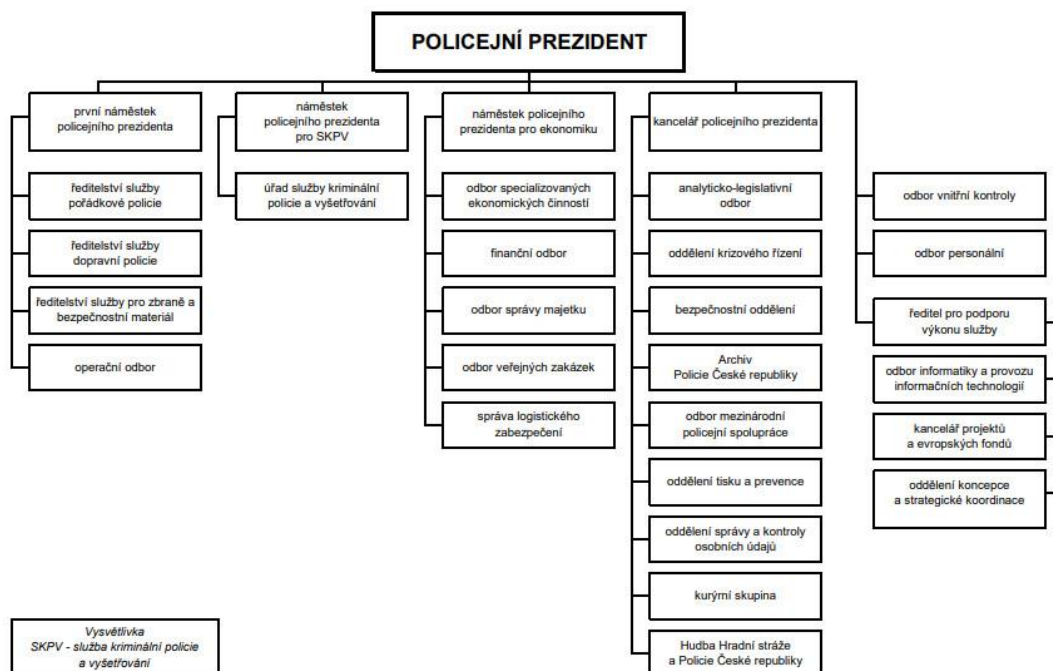 POLICEJNÍ PREZIDENT
první náměstek
policejního prezidenta
ředitelství služby
pořádkové policie
ředitelství služby
dopravní policie
ředitelství služby pro zbraně a
bezpečnostní materiál
operační odbor
náměstek
policejního prezidenta
pro SKPV
úřad služby kriminální
policie a vyšetřování
náměstek policejního
prezidenta pro ekonomiku
odbor specializovaných
ekonomických činností
finanční odbor
odbor správy majetku
odbor veřejných zakázek
správa logistického
zabezpečení
kancelář policejního prezidenta
analyticko-legislativní
odbor
oddělení krizového řízení
bezpečnostní oddělení
Archiv
Policie České republiky
odbor mezinárodní
policejní spolupráce
oddělení tisku a prevence
oddělení správy a kontroly
osobních údajů
kurýrní skupina
Hudba Hradní stráže
a Policie České republiky
odbor vnitřní kontroly
odbor personální
ředitel pro podporu
výkonu služby
odbor informatiky a provozu
informačních technologií
kancelář projektů
a evropských fondů
oddělení koncepce
a strategické koordinace
Vysvětlivka
SKPV - služba kriminální policie
a vyšetřování